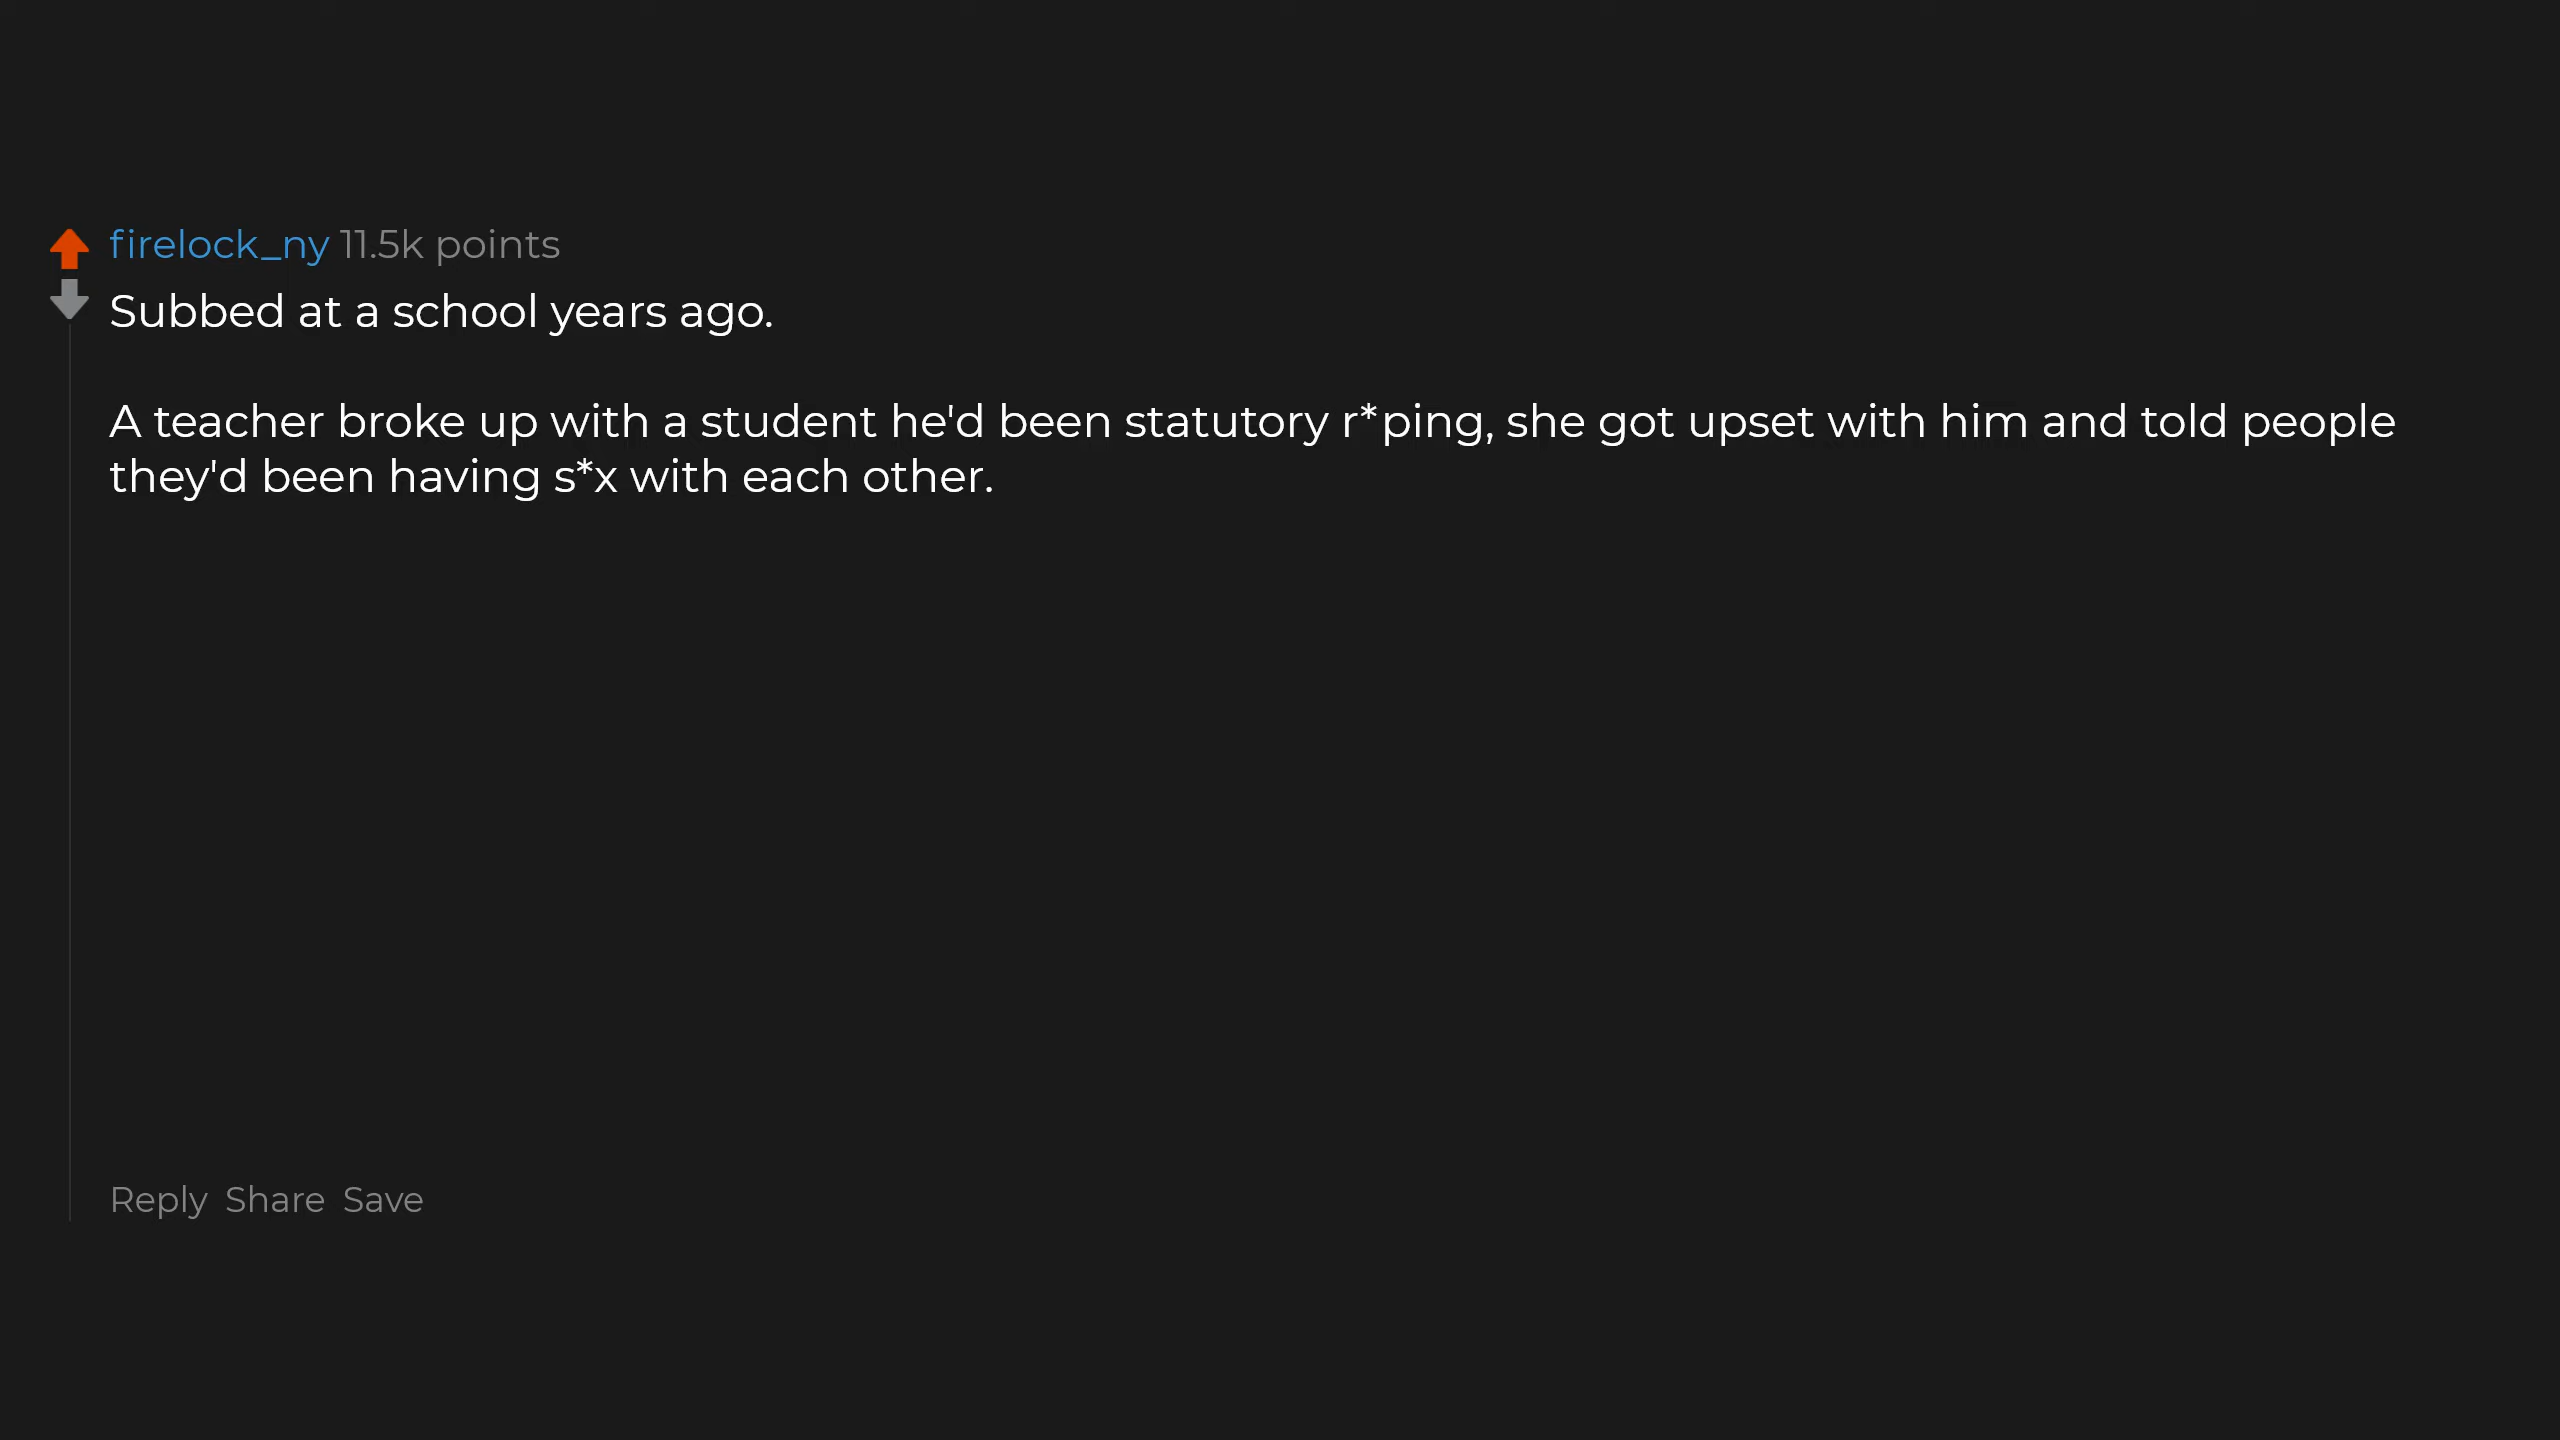 firelock_ny 11.5k points
Subbed at a school years ago.
A teacher broke up with a student he'd been statutory r*ping, she got upset with him and told people
they'd been having s*x with each other.
Reply Share Save